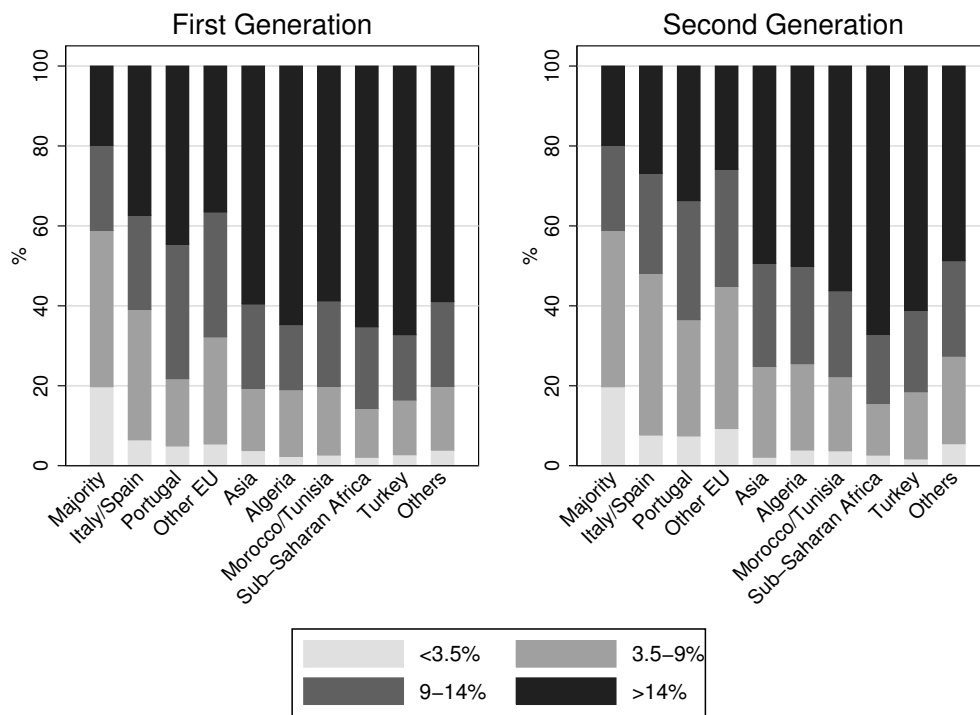 First Generation
100
80
60
40
20
0
%
Majority
Italy/Spain
Portugal
Other EU
Asia
Algeria
Morocco/Tunisia
Sub−Saharan Africa
Turkey
Others
Second Generation
100
80
60
40
20
0
%
Majority
Italy/Spain
Portugal
Other EU
Asia
Algeria
Morocco/Tunisia
Sub−Saharan Africa
Turkey
Others
<3.5% 3.5−9%
9−14% >14%